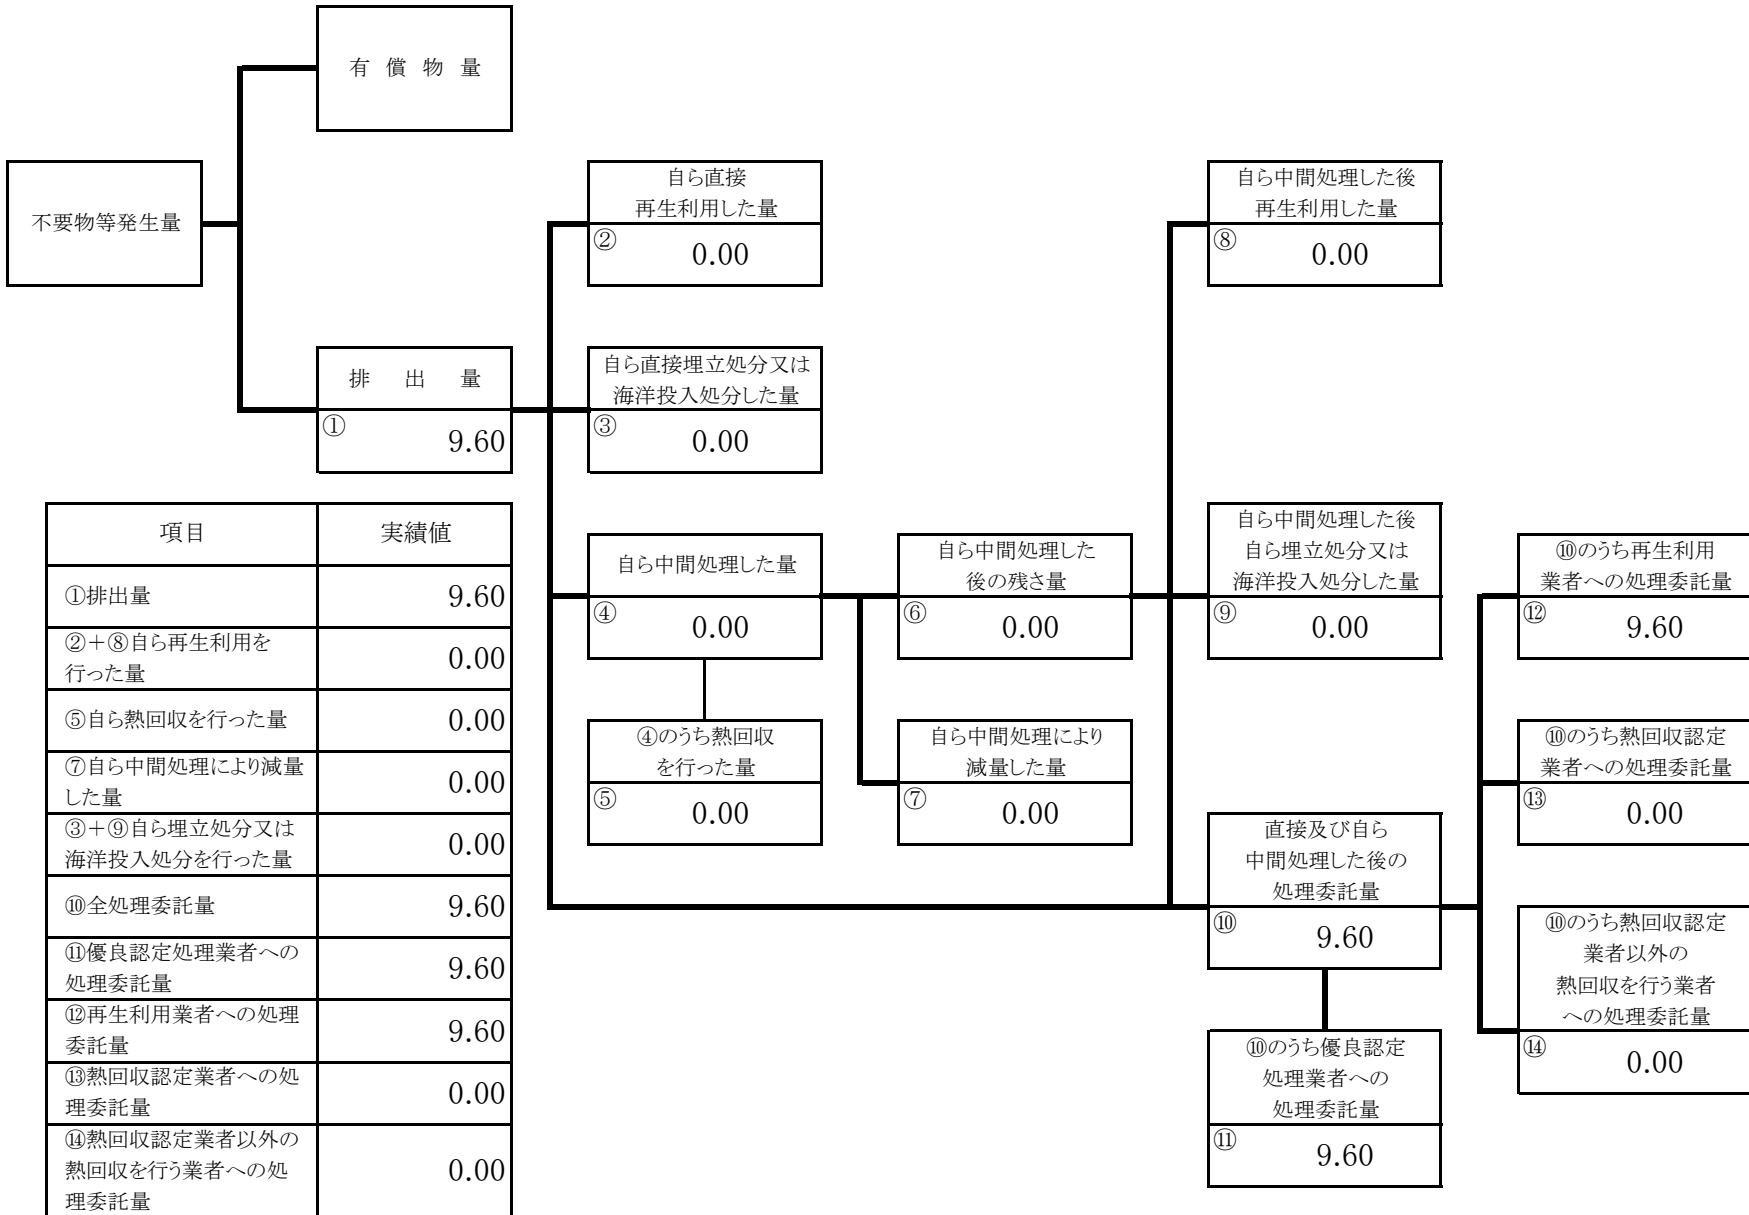 有 償 物 量
不要物等発生量
自ら直接
再生利用した量
②
0.00
自ら中間処理した後
再生利用した量
⑧
0.00
排 出 量
①
9.60
自ら直接埋立処分又は
海洋投入処分した量
③
0.00
項目 実績値
①排出量 9.60
②＋⑧自ら再生利用を
行った量
0.00
⑤自ら熱回収を行った量 0.00
⑦自ら中間処理により減量
した量
0.00
③＋⑨自ら埋立処分又は
海洋投入処分を行った量
0.00
⑩全処理委託量 9.60
⑪優良認定処理業者への
処理委託量
9.60
⑫再生利用業者への処理
委託量
9.60
⑬熱回収認定業者への処
理委託量
0.00
⑭熱回収認定業者以外の
熱回収を行う業者への処
理委託量
0.00
自ら中間処理した量
④
0.00
④のうち熱回収
を行った量
⑤
0.00
自ら中間処理した
後の残さ量
⑥
0.00
自ら中間処理により
減量した量
⑦
0.00
自ら中間処理した後
自ら埋立処分又は
海洋投入処分した量
⑨
0.00
直接及び自ら
中間処理した後の
処理委託量
⑩
9.60
⑩のうち優良認定
処理業者への
処理委託量
⑪
9.60
⑩のうち再生利用
業者への処理委託量
⑫
9.60
⑩のうち熱回収認定
業者への処理委託量
⑬
0.00
⑩のうち熱回収認定
業者以外の
熱回収を行う業者
への処理委託量
⑭
0.00